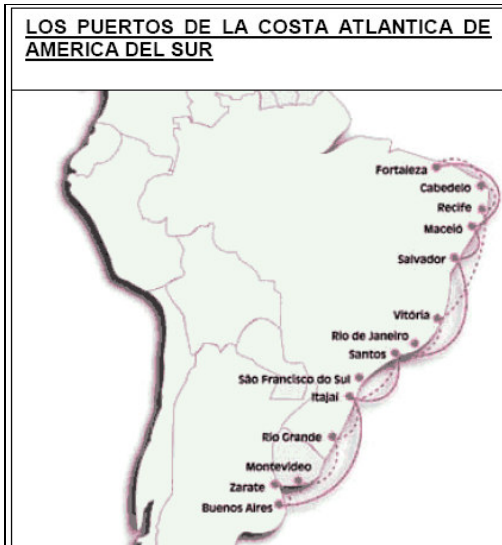 LOS PUERTOS DE LA COSTA ATLANTICA DE
AMERICA DEL SUR
Fortaleza
Cabedelo
Recife
Maceió
Salvador
Vitória
Rio de Janeiro
Santos
São Francisco do Sul
Itajaí
Rio Grande
Montevideo
Zarate
Buenos Aires